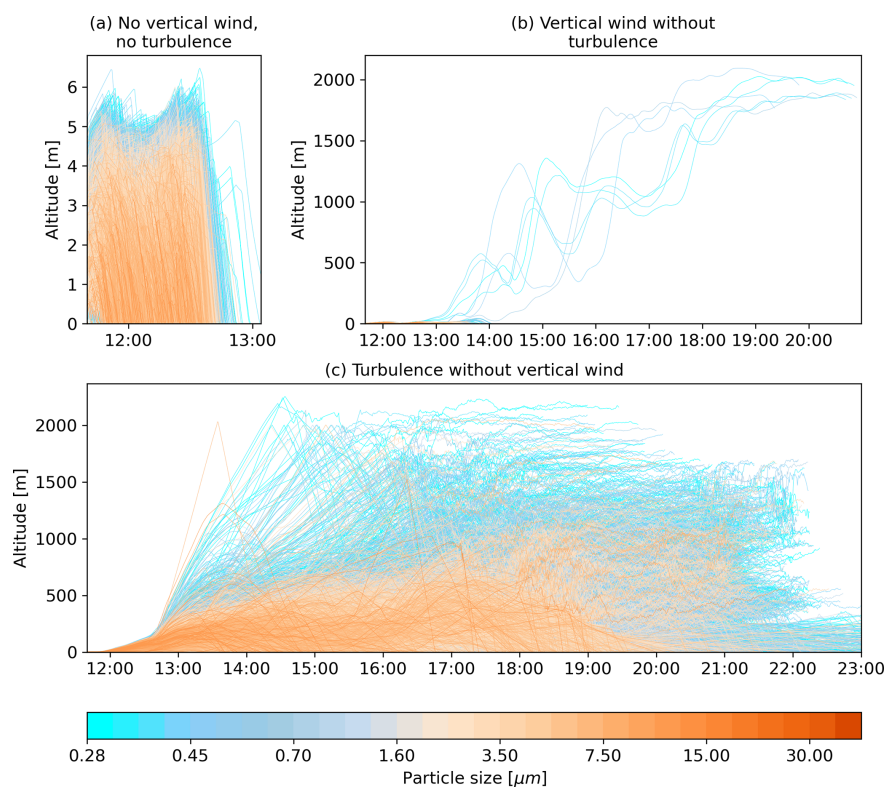 (a) No vertical wind,
no turbulence
(b) Vertical wind without
turbulence
Altitude [m]
6
5
4
3
2
1
0
12:00 13:00
Altitude [m]
2000
1500
1000
500
0
12:00 13:00 14:00 15:00 16:00 17:00 18:00 19:00 20:00
(c) Turbulence without vertical wind
Altitude [m]
2000
1500
1000
500
0
12:00 13:00 14:00 15:00 16:00 17:00 18:00 19:00 20:00 21:00 22:00 23:00
0.28 0.45 0.70 1.60 3.50 7.50 15.00 30.00
Particle size [μm]